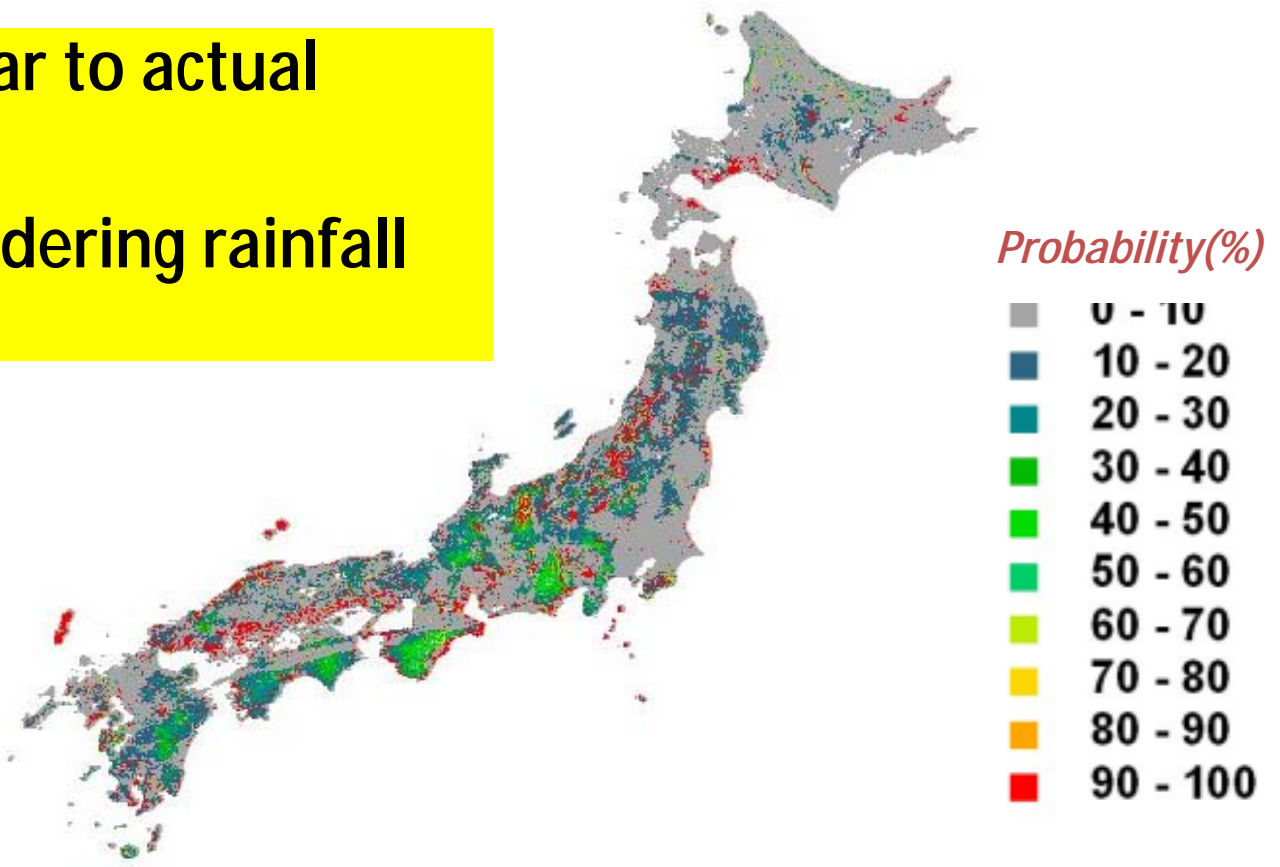 ar to actual
dering rainfall
Probability(%)
0 - 10
10 - 20
20 - 30
30 - 40
40 - 50
50 - 60
60 - 70
70 - 80
80 - 90
90 - 100